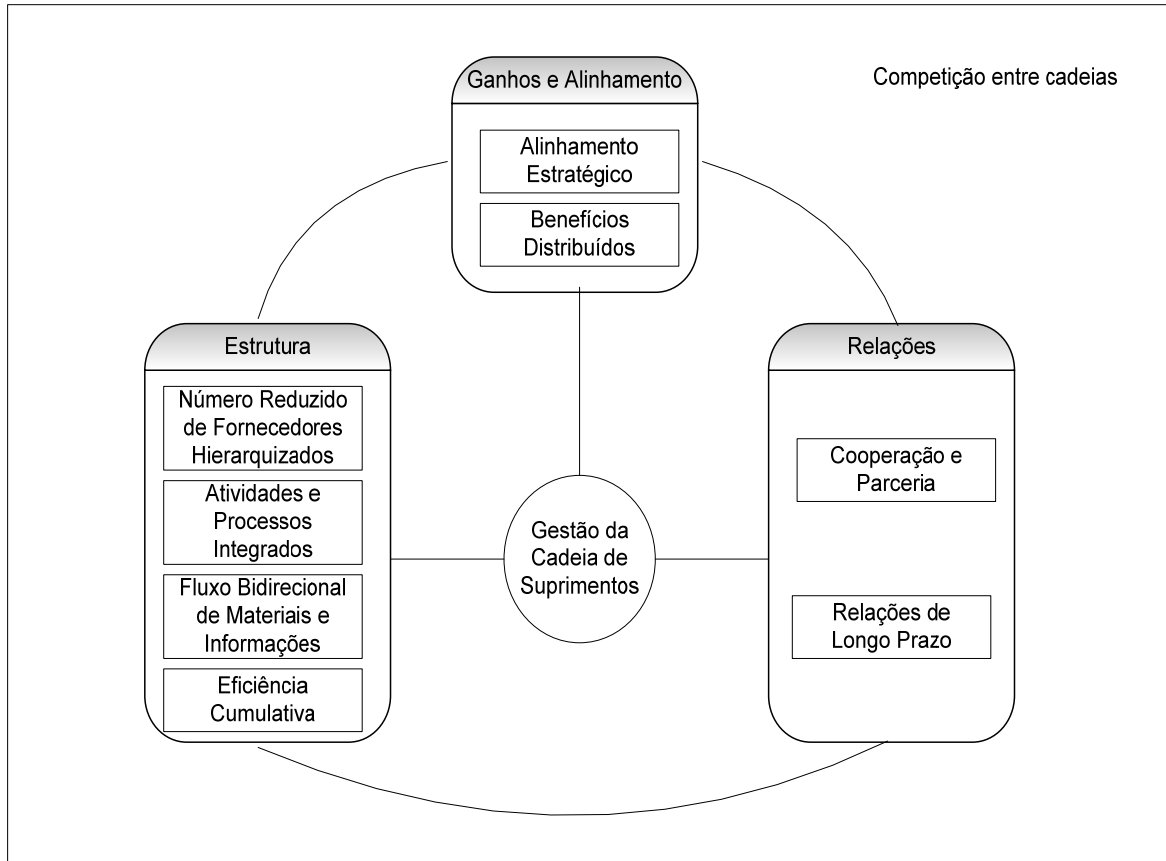 Ganhos e Alinhamento
Competição entre cadeias
Alinhamento
Estratégico
Benefícios
Distribuídos
Estrutura
Número Reduzido
de Fornecedores
Hierarquizados
Atividades e
Processos
Integrados
Fluxo Bidirecional
de Materiais e
Informações
Eficiência
Cumulativa
Gestão da
Cadeia de
Suprimentos
Relações
Cooperação e
Parceria
Relações de
Longo Prazo